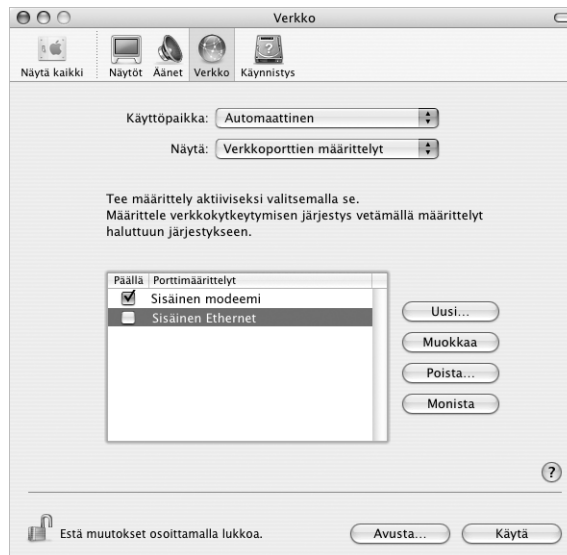 Verkko
Näytä kaikki
Näytöt
Äänet
Verkko
Käynnistys
Käyttöpaikka: Automaattinen
Näytä: Verkkoporttien määrittelyt
Tee määrittely aktiiviseksi valitsemalla se.
Määrittele verkkokytkeytymisen järjestys vetämällä määrittelyt
haluttuun järjestykseen.
Päällä Porttimäärittelyt
Sisäinen modeemi
Sisäinen Ethernet
Uusi...
Muokkaa
Poista...
Monista
?
Estä muutokset osoittamalla lukkoa.
Avusta...
Käytä